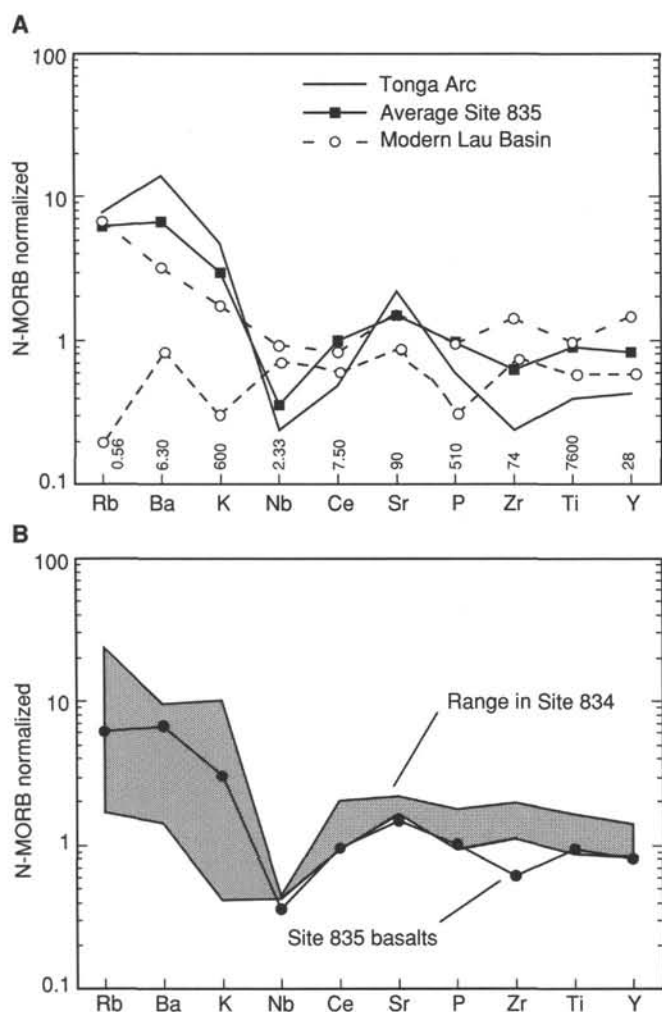 A
100
Tonga Arc
Average Site 835
Modern Lau Basin
10
N-MORB normalized
1
0.56 6.30 600 2.33 7.50 90 510 74 7600 28
0.1
Rb Ba K Nb Ce Sr P Zr Ti Y
B
100
10
Range in Site 834
N-MORB normalized
1
Site 835 basalts
0.1
Rb Ba K Nb Ce Sr P Zr Ti Y